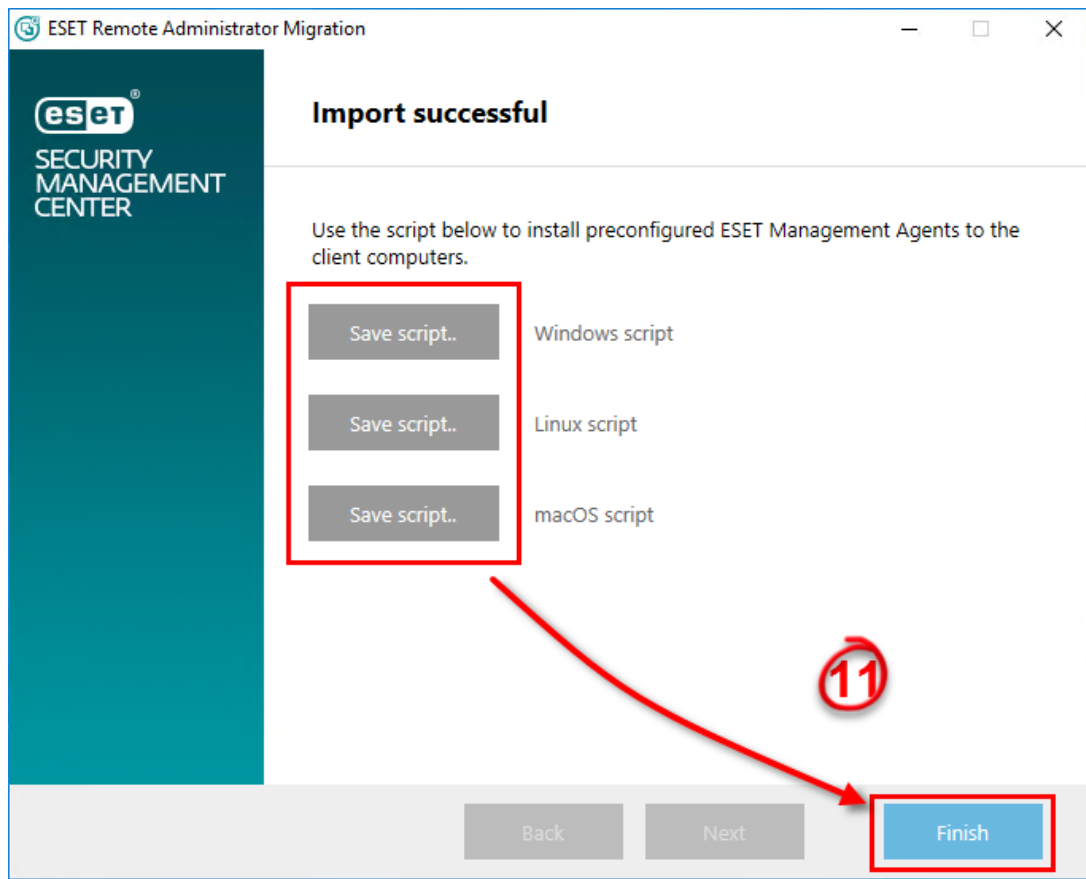 ESET Remote Administrator Migration
eset®
SECURITY
MANAGEMENT
CENTER
Import successful
Use the script below to install preconfigured ESET Management Agents to the
client computers.
Save script.. Windows script
Save script.. Linux script
Save script.. macOS script
11
Back Next Finish